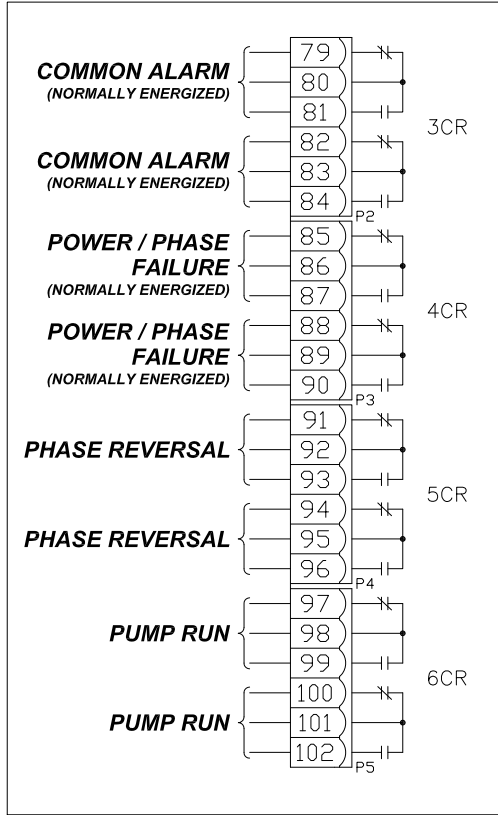 79
COMMON ALARM
80
(NORMALLY ENERGIZED)
81
3CR
82
COMMON ALARM
83
(NORMALLY ENERGIZED)
84
P2
85
POWER / PHASE
FAILURE
86
(NORMALLY ENERGIZED)
87
4CR
88
POWER / PHASE
FAILURE
89
(NORMALLY ENERGIZED)
90
P3
91
PHASE REVERSAL
92
93
5CR
94
PHASE REVERSAL
95
96
P4
97
PUMP RUN
98
99
6CR
100
PUMP RUN
101
102
P5